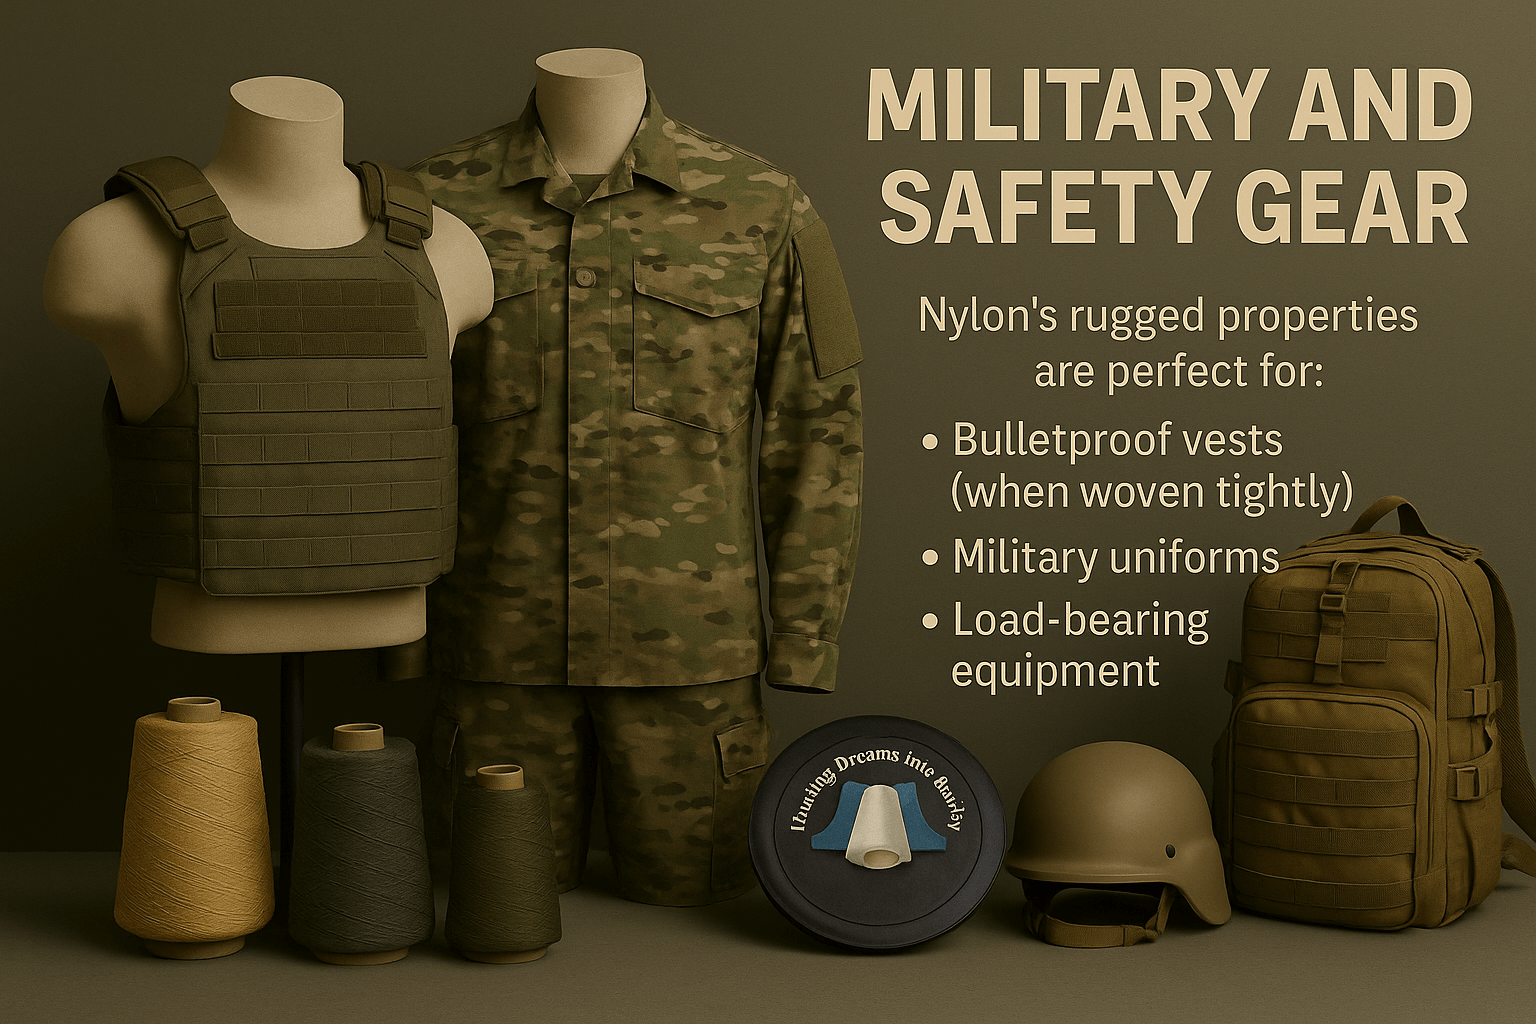 MILITARY AND
SAFETY GEAR
Nylon's rugged properties
are perfect for:
• Bulletproof vests
(when woven tightly)
• Military uniforms
• Load-bearing
equipment
Dreams